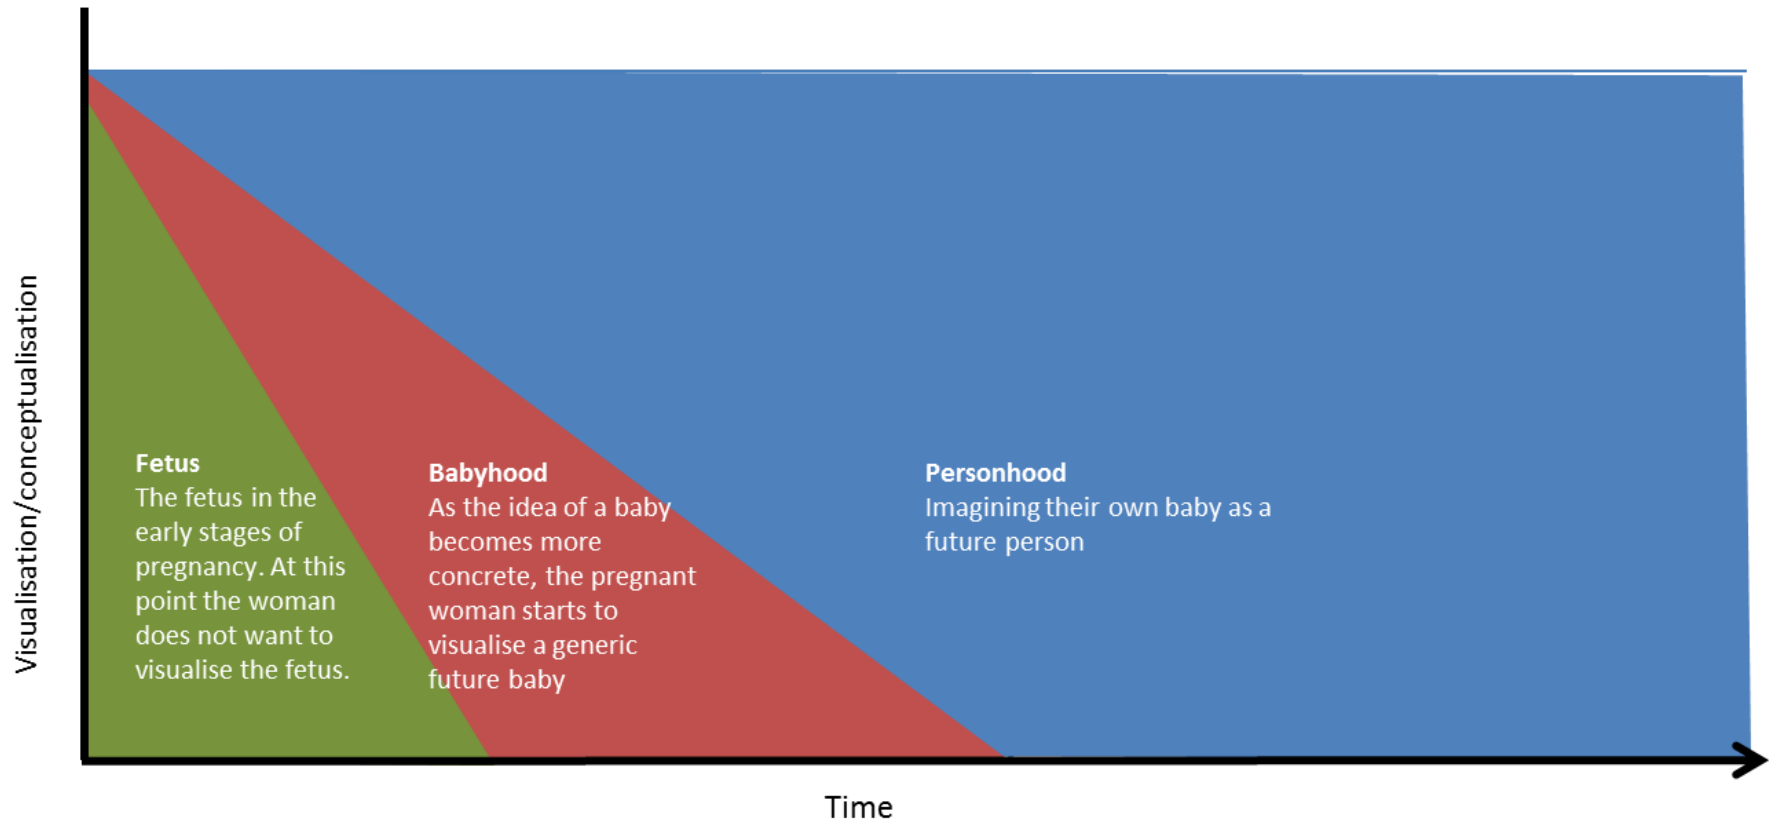 Visualisation/conceptualisation
Fetus
The fetus in the
early stages of
pregnancy. At this
point the woman
does not want to
visualise the fetus.
Babyhood
As the idea of a baby
becomes more
concrete, the pregnant
woman starts to
visualise a generic
future baby
Personhood
Imagining their own baby as a
future person
Time